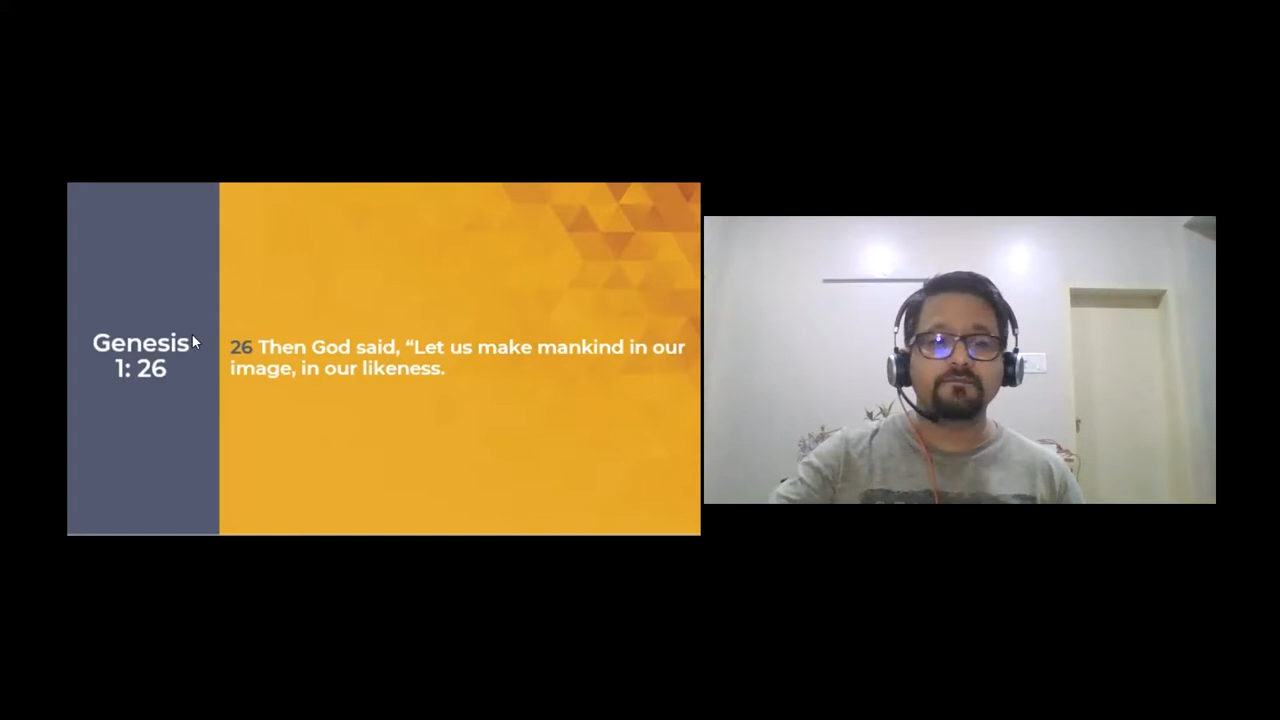 Genesis
1: 26
26 Then God said, “Let us make mankind in our
image, in our likeness.